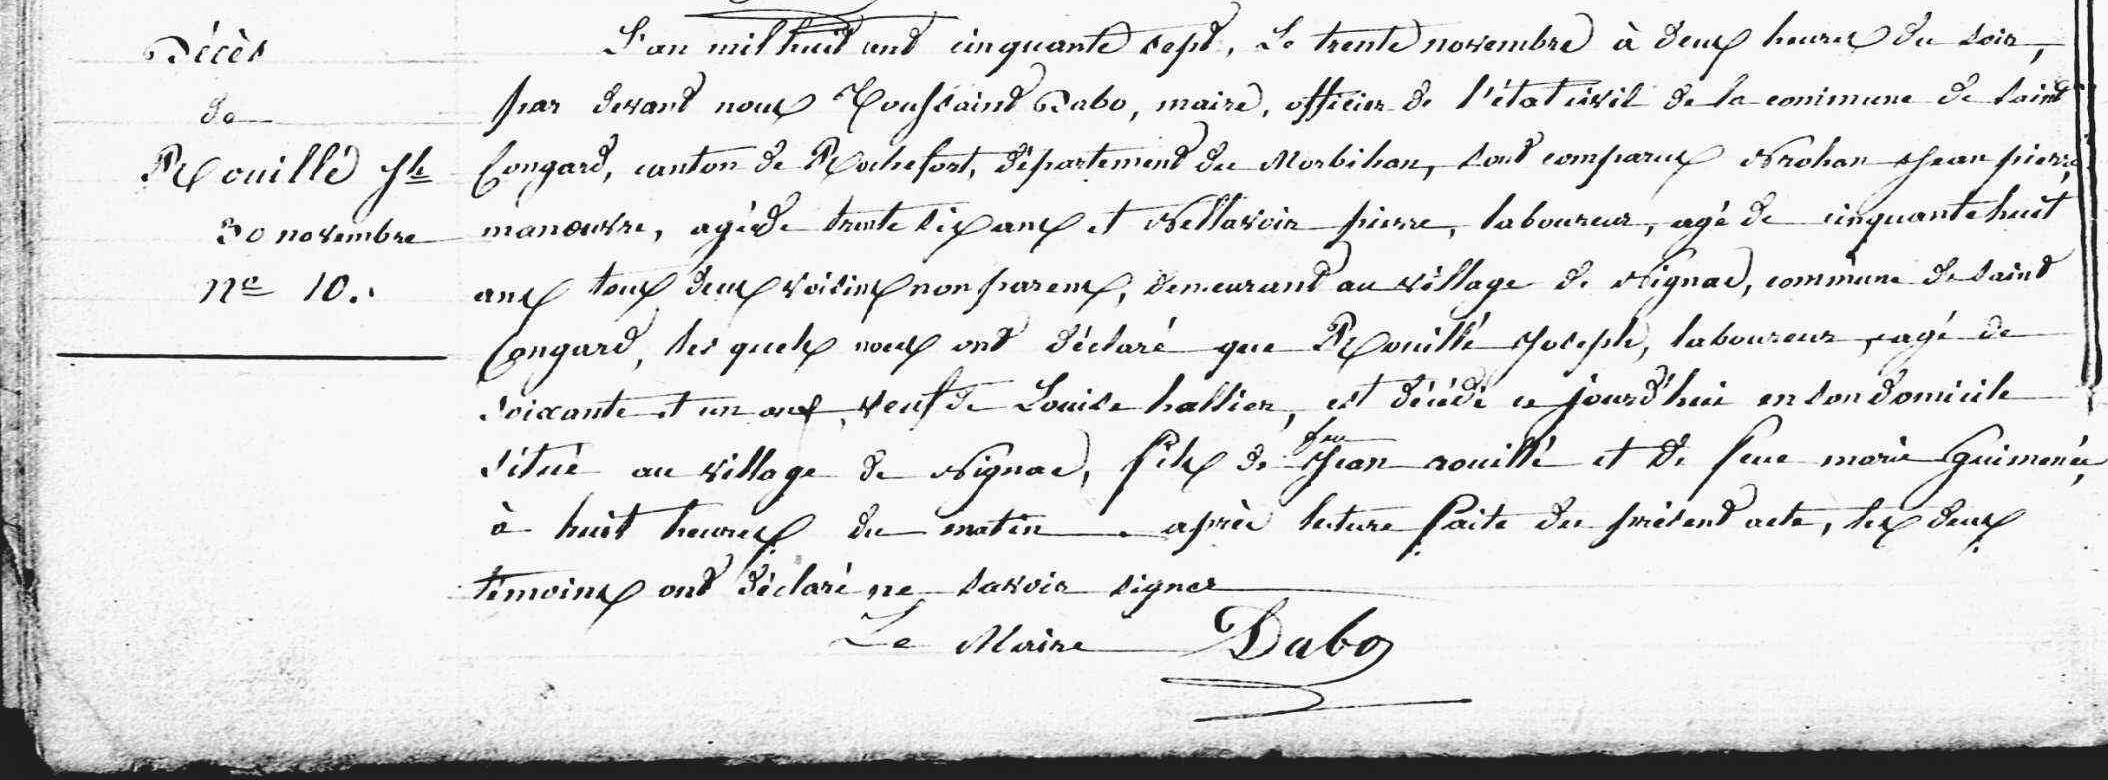 Décès
de
Rouillé Jh
30 novembre
no 10.
L'an mil huit cent cinquante sept, Le trente novembre à deux heures du soir,
par devant nous Toussaint Dabo, maire, officier de l'état civil de la commune de saint
Congard, canton de Rochefort, département du Morbihan, sont comparus Nrohan Jean pierre,
manœuvre, agé de trente six ans et Nellavoir pierre, laboureur, agé de cinquante huit
ans tous deux voisins non parens, demeurant au village de Nignac, commune de saint
Congard, les quels nous ont déclaré que Rouillé Joseph, laboureur, agé de
soixante et un ans, veuf de Louise hallier, est décédé ce jourd'hui en son domicile
situé au village de Nignac, fils de feu Jean rouillé et de feue marie Guimené,
à huit heures du matin. après lecture faite du présent acte, les deux
témoins ont déclaré ne savoir signer
Le Maire Dabo